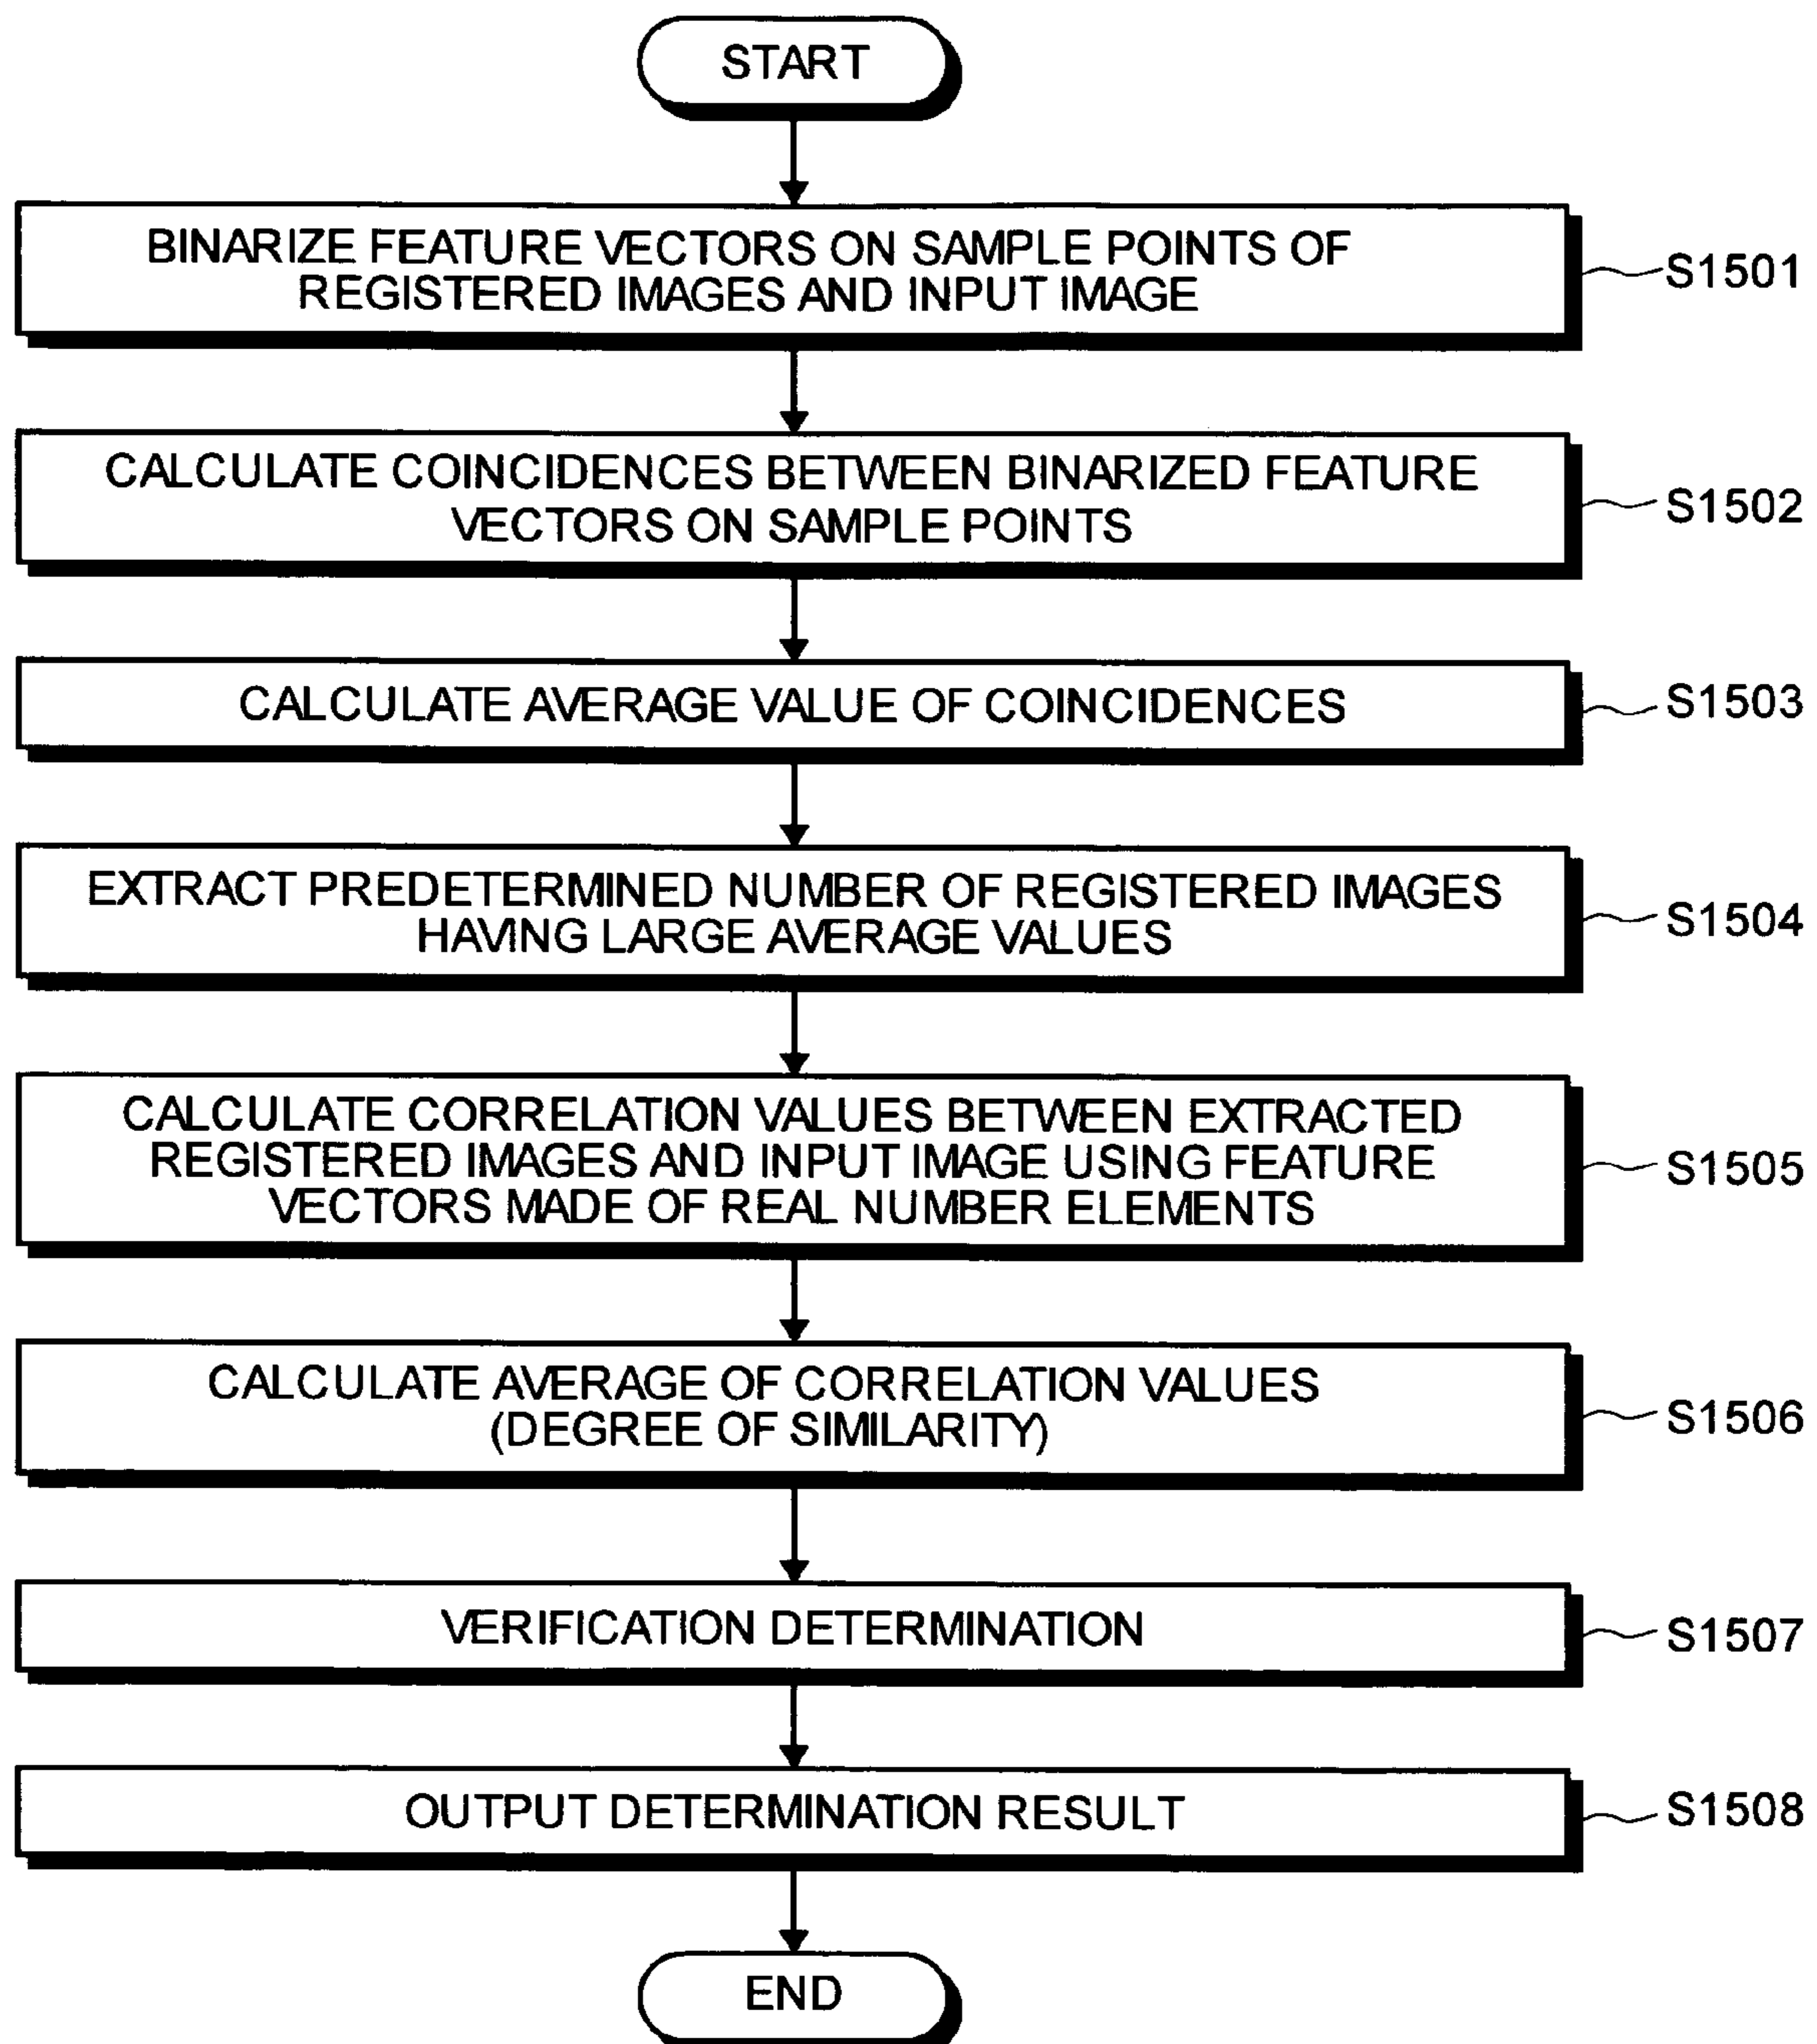 START
BINARIZE FEATURE VECTORS ON SAMPLE POINTS OF
REGISTERED IMAGES AND INPUT IMAGE
S1501
CALCULATE COINCIDENCES BETWEEN BINARIZED FEATURE
VECTORS ON SAMPLE POINTS
S1502
CALCULATE AVERAGE VALUE OF COINCIDENCES
S1503
EXTRACT PREDETERMINED NUMBER OF REGISTERED IMAGES
HAVING LARGE AVERAGE VALUES
S1504
CALCULATE CORRELATION VALUES BETWEEN EXTRACTED
REGISTERED IMAGES AND INPUT IMAGE USING FEATURE
VECTORS MADE OF REAL NUMBER ELEMENTS
S1505
CALCULATE AVERAGE OF CORRELATION VALUES
(DEGREE OF SIMILARITY)
S1506
VERIFICATION DETERMINATION
S1507
OUTPUT DETERMINATION RESULT
S1508
END